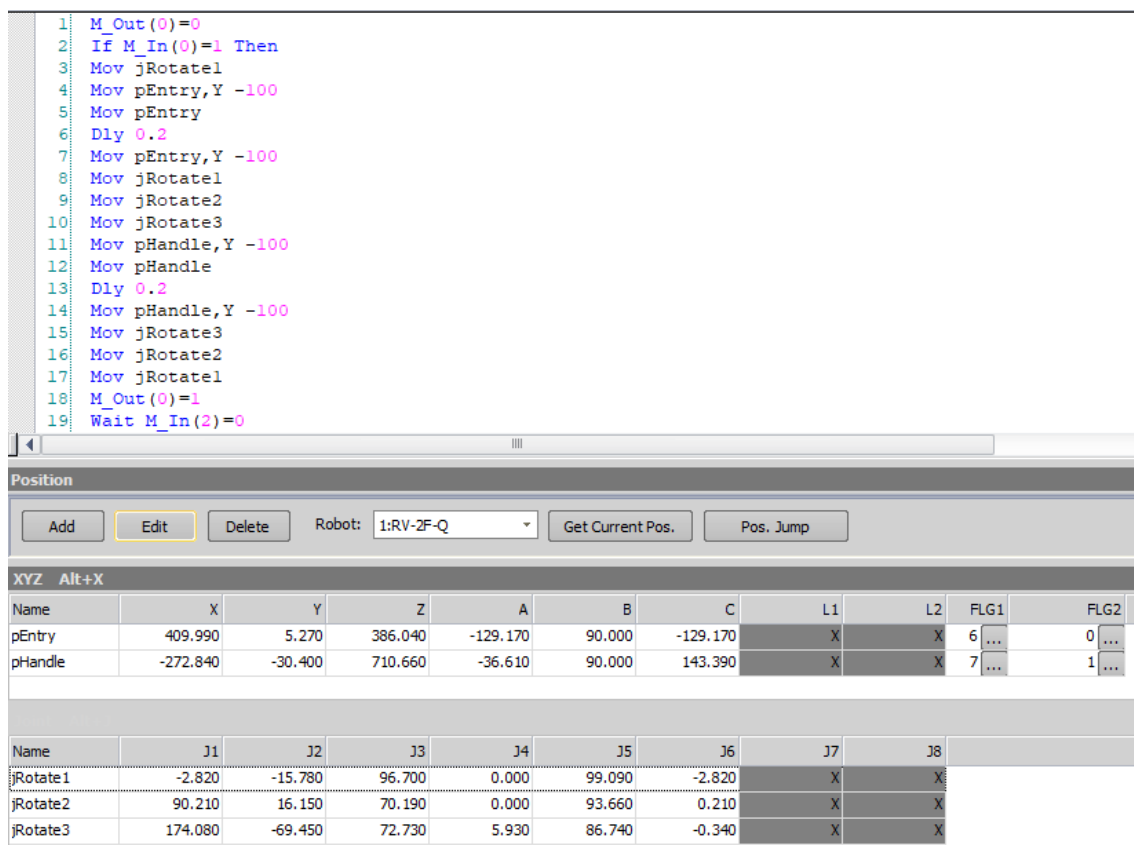 1 M_Out(0)=0
2 If M_In(0)=1 Then
3 Mov jRotate1
4 Mov pEntry,Y -100
5 Mov pEntry
6 Dly 0.2
7 Mov pEntry,Y -100
8 Mov jRotate1
9 Mov jRotate2
10 Mov jRotate3
11 Mov pHandle,Y -100
12 Mov pHandle
13 Dly 0.2
14 Mov pHandle,Y -100
15 Mov jRotate3
16 Mov jRotate2
17 Mov jRotate1
18 M_Out(0)=1
19 Wait M_In(2)=0
Position
Add Edit Delete Robot: 1:RV-2F-Q Get Current Pos. Pos. Jump
XYZ Alt+X
Name X Y Z A B C L1 L2 FLG1 FLG2
pEntry 409.990 5.270 386.040 -129.170 90.000 -129.170 X X 6 ... 0 ...
pHandle -272.840 -30.400 710.660 -36.610 90.000 143.390 X X 7 ... 1 ...
Name J1 J2 J3 J4 J5 J6 J7 J8
jRotate1 -2.820 -15.780 96.700 0.000 99.090 -2.820 X X
jRotate2 90.210 16.150 70.190 0.000 93.660 0.210 X X
jRotate3 174.080 -69.450 72.730 5.930 86.740 -0.340 X X